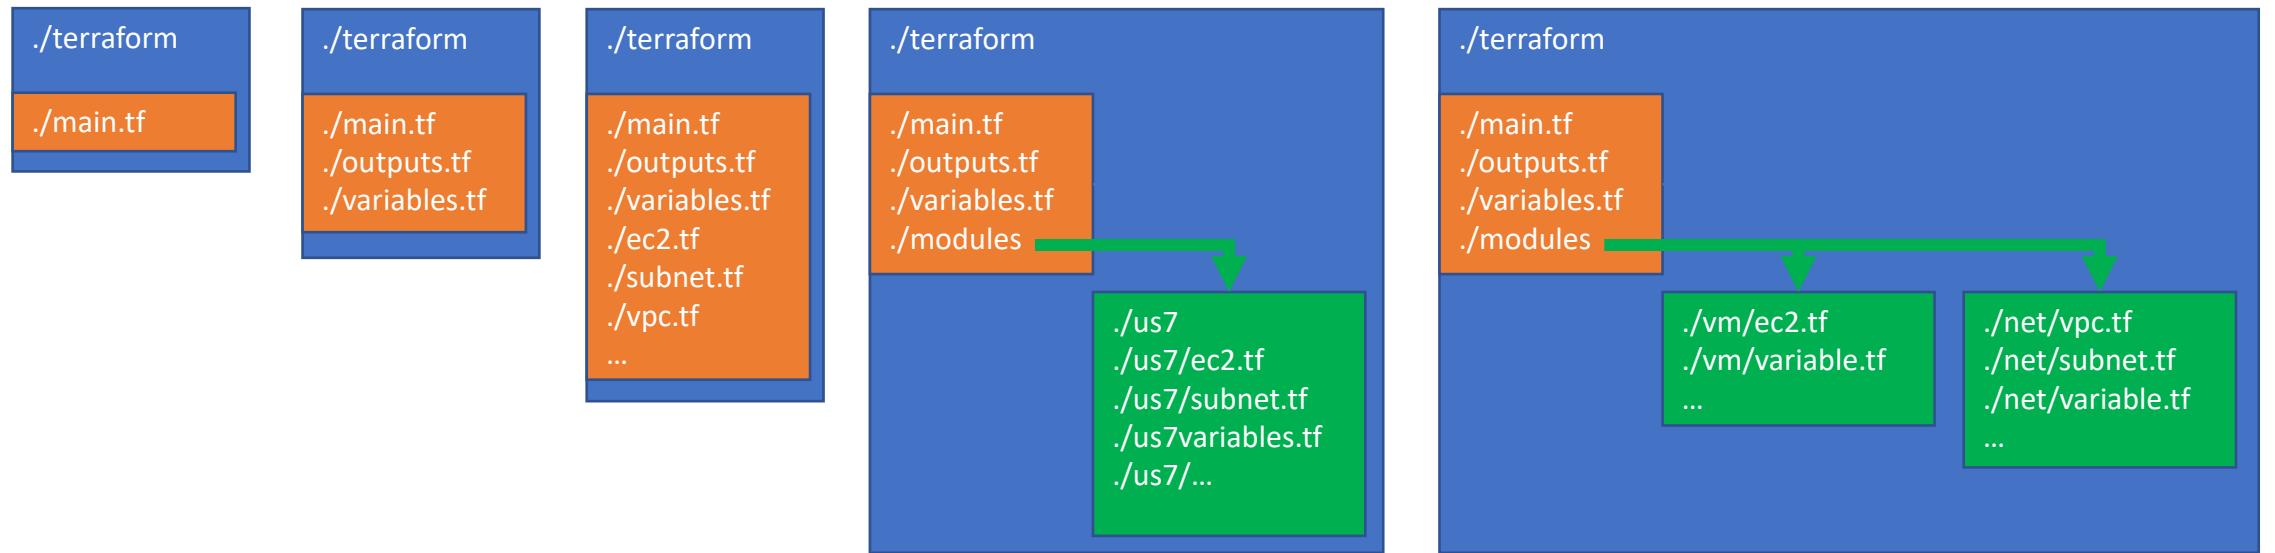 ./terraform
./main.tf
./terraform
./main.tf
./outputs.tf
./variables.tf
./terraform
./main.tf
./outputs.tf
./variables.tf
./ec2.tf
./subnet.tf
./vpc.tf
...
./terraform
./main.tf
./outputs.tf
./variables.tf
./modules
./us7
./us7/ec2.tf
./us7/subnet.tf
./us7variables.tf
./us7/...
./terraform
./main.tf
./outputs.tf
./variables.tf
./modules
./vm/ec2.tf
./vm/variable.tf
...
./net/vpc.tf
./net/subnet.tf
./net/variable.tf
...